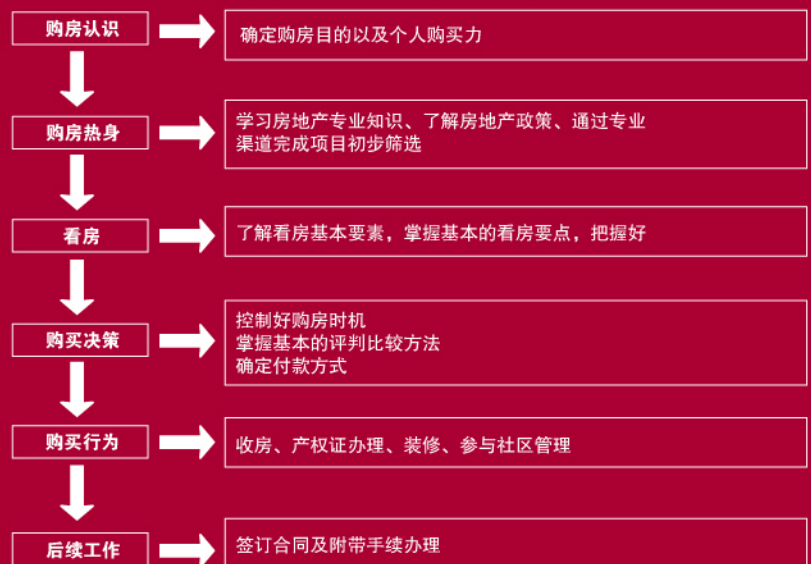 购房认识
确定购房目的以及个人购买力
购房热身
学习房地产专业知识、了解房地产政策、通过专业
渠道完成项目初步筛选
看房
了解看房基本要素，掌握基本的看房要点，把握好
购买决策
控制好购房时机
掌握基本的评判比较方法
确定付款方式
购买行为
收房、产权证办理、装修、参与社区管理
后续工作
签订合同及附带手续办理